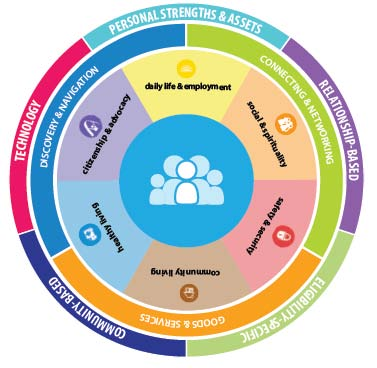 PERSONAL STRENGTHS & ASSETS
RELATIONSHIP-BASED
ELIGIBILITY-SPECIFIC
COMMUNITY-BASED
TECHNOLOGY
CONNECTING & NETWORKING
GOODS & SERVICES
DISCOVERY & NAVIGATION
daily life & employment
social & spirituality
safety & security
community living
healthy living
citizenship & advocacy